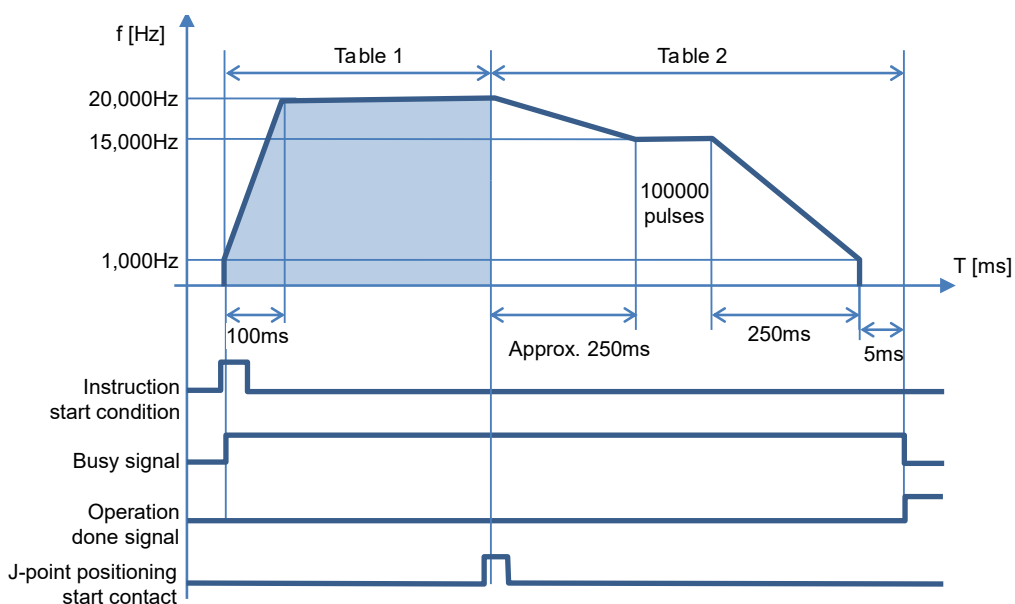 f [Hz]
Table 1
Table 2
20,000Hz
15,000Hz
100000
pulses
1,000Hz
T [ms]
100ms
Approx. 250ms
250ms
5ms
Instruction
start condition
Busy signal
Operation
done signal
J-point positioning
start contact